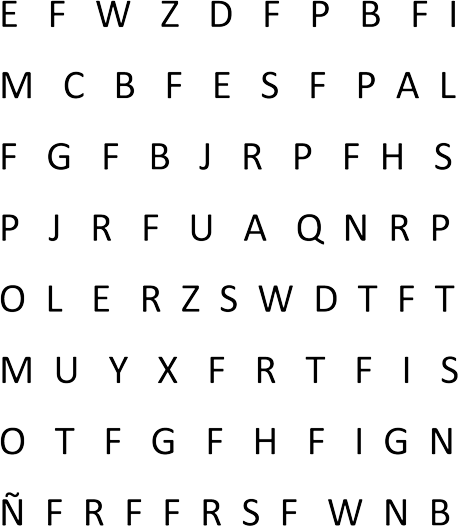 E F W Z D F P B F I
M C B F E S F P A L
F G F B J R P F H S
P J R F U A Q N R P
O L E R Z S W D T F T
M U Y X F R T F I S
O T F G F H F I G N
Ñ F R F F R S F W N B